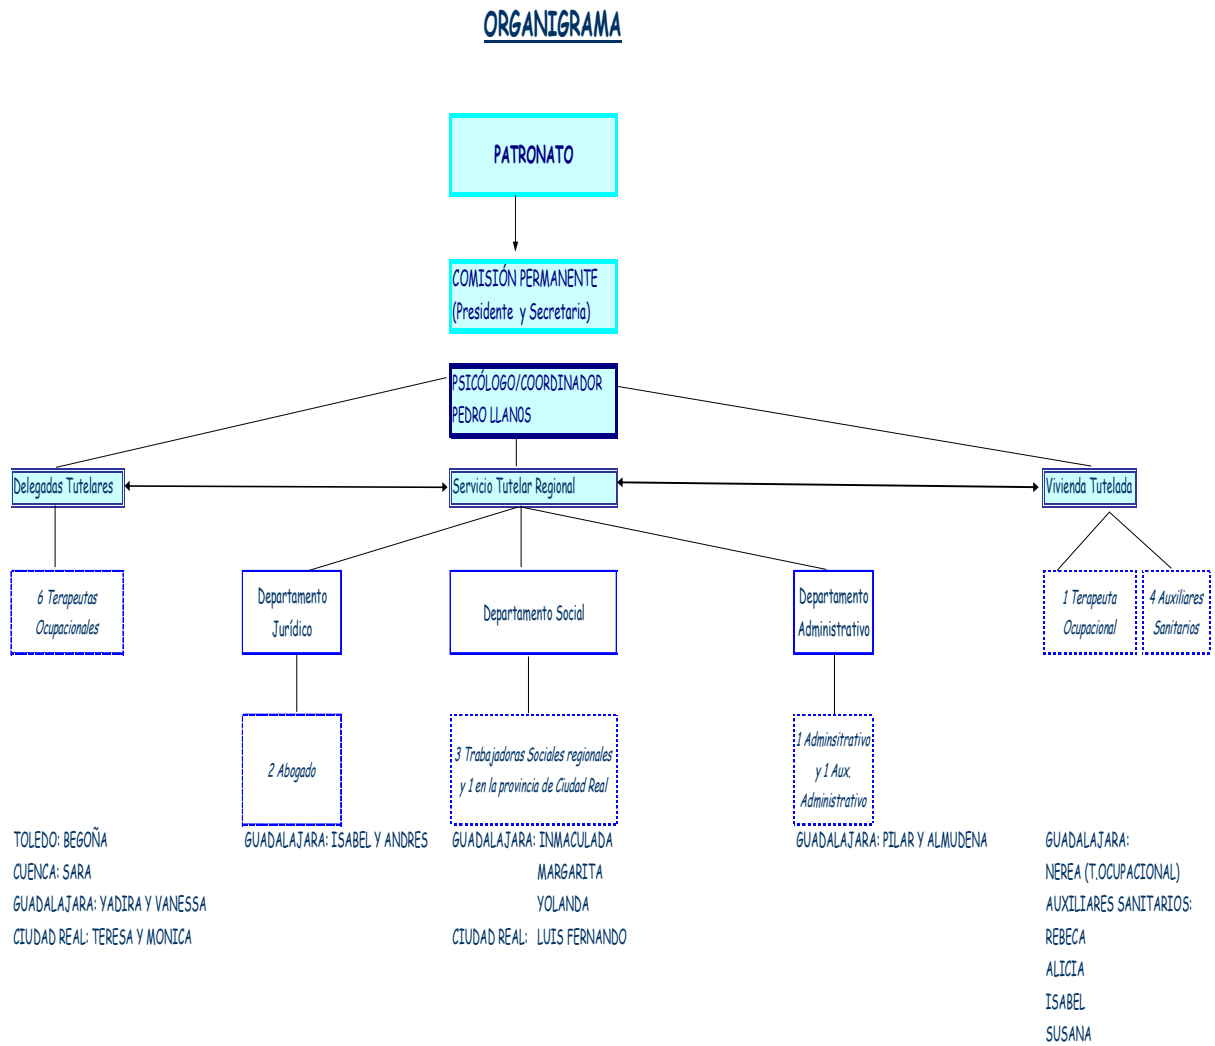 ORGANIGRAMA
PATRONATO
COMISIÓN PERMANENTE
(Presidente y Secretaria)
PSICÓLOGO/COORDINADOR
PEDRO LLANOS
Delegadas Tutelares
Servicio Tutelar Regional
Vivienda Tutelada
6 Terapeutas
Ocupacionales
Departamento
Jurídico
Departamento Social
Departamento
Administrativo
1 Terapeuta
Ocupacional
4 Auxiliares
Sanitarios
2 Abogado
3 Trabajadoras Sociales regionales
y 1 en la provincia de Ciudad Real
1 Adminsitrativo
y 1 Aux.
Administrativo
TOLEDO: BEGOÑA
CUENCA: SARA
GUADALAJARA: YADIRA Y VANESSA
CIUDAD REAL: TERESA Y MONICA
GUADALAJARA: ISABEL Y ANDRES
GUADALAJARA: INMACULADA
MARGARITA
YOLANDA
CIUDAD REAL: LUIS FERNANDO
GUADALAJARA: PILAR Y ALMUDENA
GUADALAJARA:
NEREA (T.OCUPACIONAL)
AUXILIARES SANITARIOS:
REBECA
ALICIA
ISABEL
SUSANA